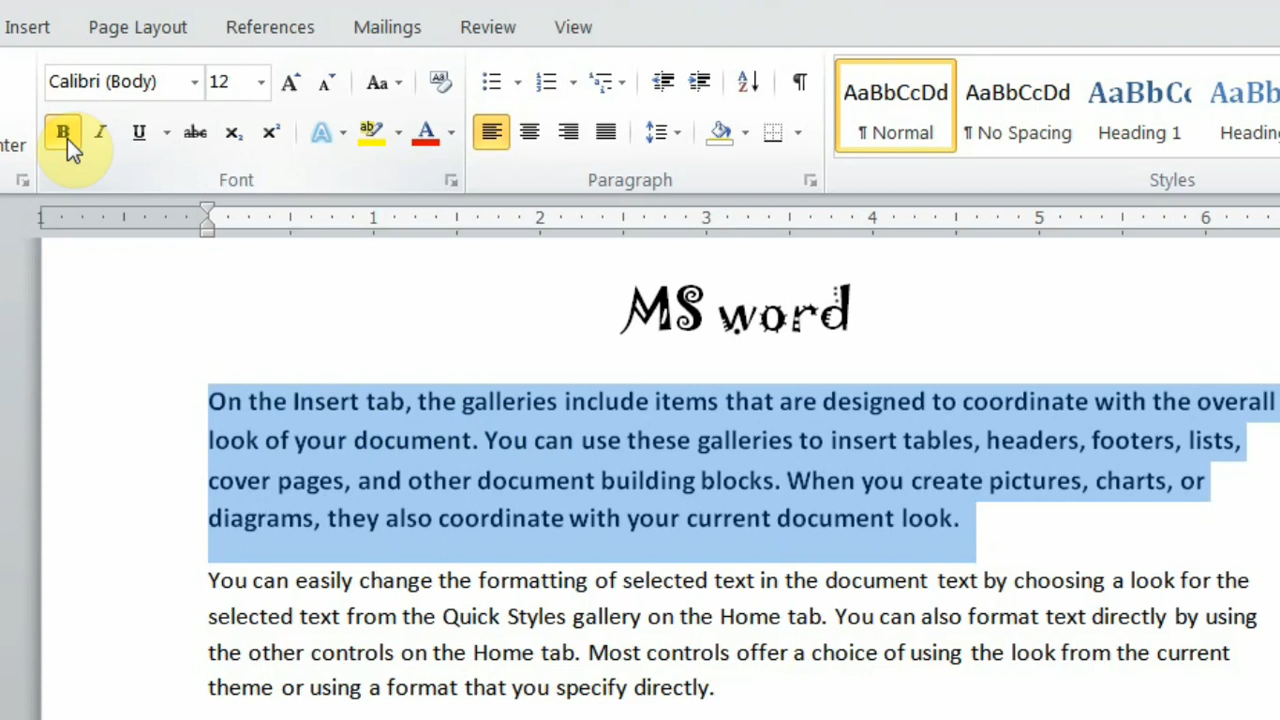 Insert Page Layout References Mailings Review View
Calibri (Body) 12 Aa
B I U abc x₂ x² A ab A A Z ¶
AaBbCcDd AaBbCcDd AaBbCc AaBb
¶ Normal ¶ No Spacing Heading 1 Heading
nter
Font Paragraph Styles
1 1 2 3 4 5 6
MS word
On the Insert tab, the galleries include items that are designed to coordinate with the overall
look of your document. You can use these galleries to insert tables, headers, footers, lists,
cover pages, and other document building blocks. When you create pictures, charts, or
diagrams, they also coordinate with your current document look.
You can easily change the formatting of selected text in the document text by choosing a look for the
selected text from the Quick Styles gallery on the Home tab. You can also format text directly by using
the other controls on the Home tab. Most controls offer a choice of using the look from the current
theme or using a format that you specify directly.